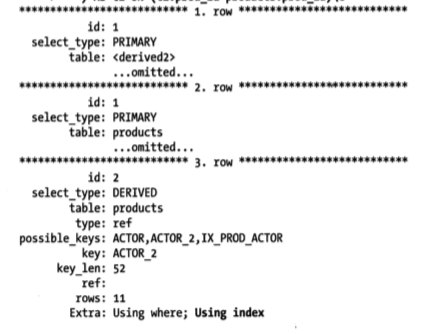 *************************** 1. row ***************************
id: 1
select_type: PRIMARY
table: <derived2>
...omitted...
*************************** 2. row ***************************
id: 1
select_type: PRIMARY
table: products
...omitted...
*************************** 3. row ***************************
id: 2
select_type: DERIVED
table: products
type: ref
possible_keys: ACTOR,ACTOR_2,IX_PROD_ACTOR
key: ACTOR_2
key_len: 52
ref:
rows: 11
Extra: Using where; Using index